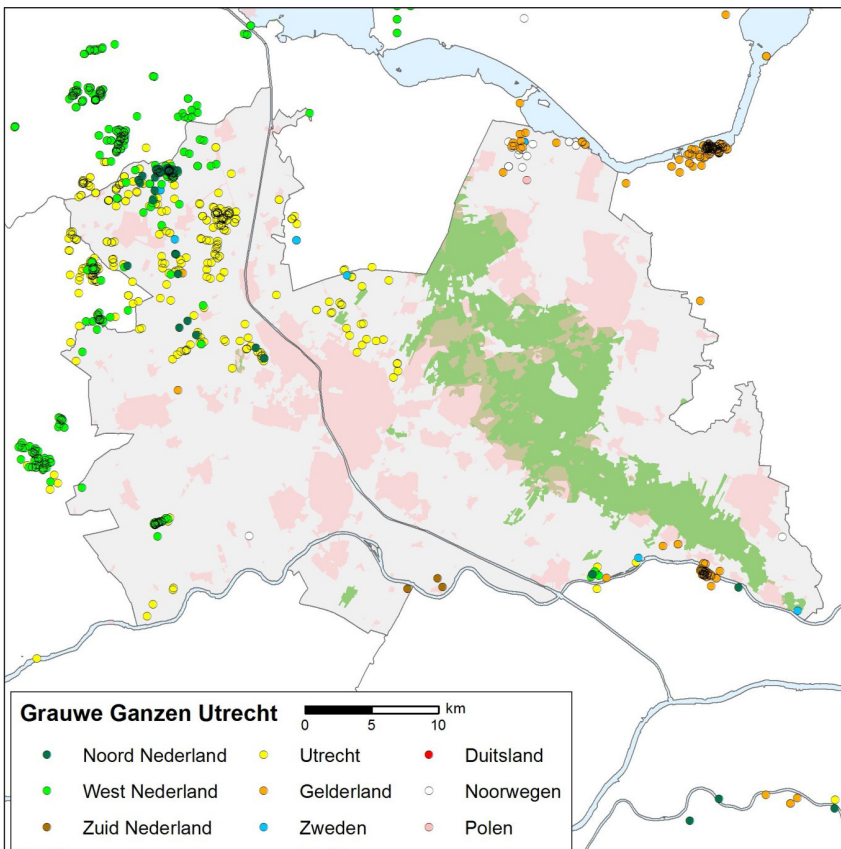 Grauwe Ganzen Utrecht km
0 5 10
Noord Nederland Utrecht Duitsland
West Nederland Gelderland Noorwegen
Zuid Nederland Zweden Polen